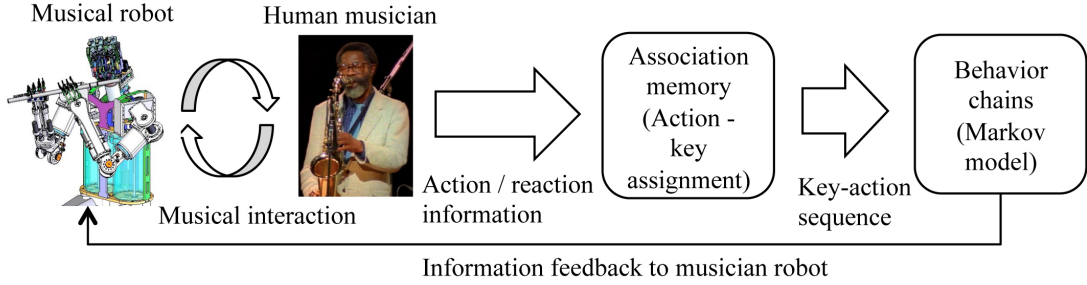 Musical robot
Human musician
Musical interaction
Action / reaction
information
Association
memory
(Action -
key
assignment)
Key-action
sequence
Behavior
chains
(Markov
model)
Information feedback to musician robot